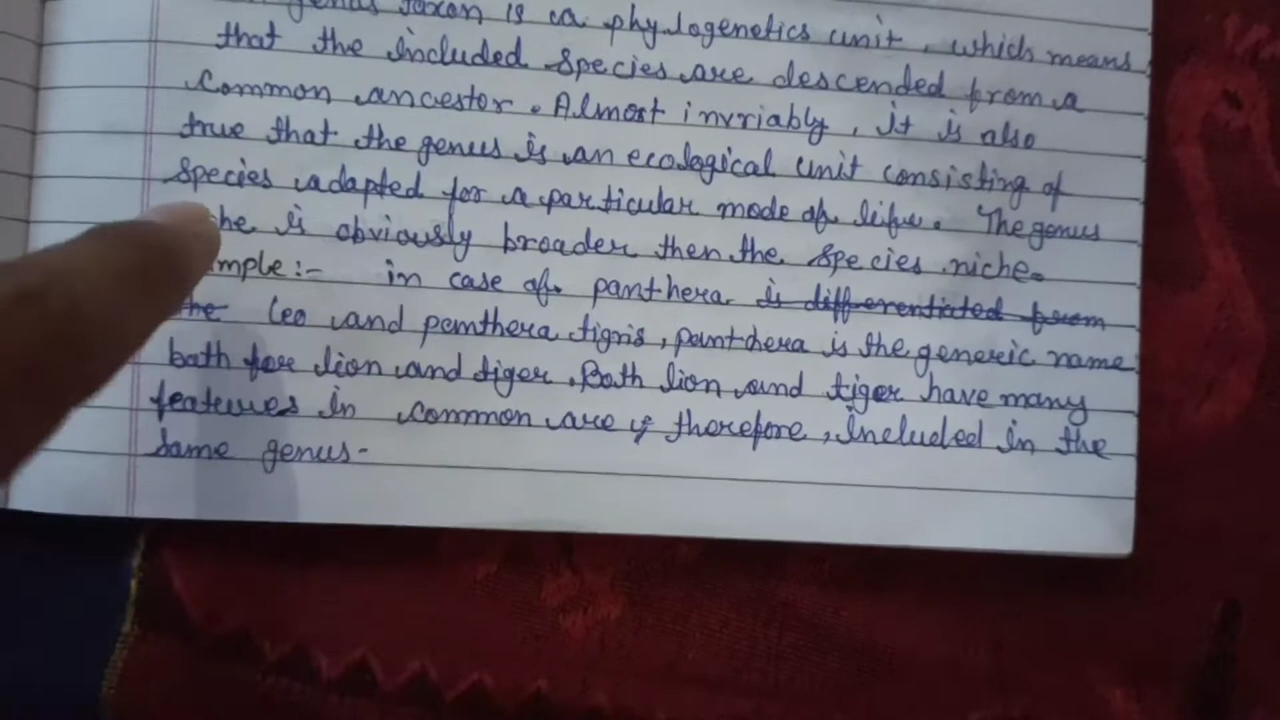 genus taxon is a phylogenetics unit, which means
that the included species are descended from a
common ancestor. Almost invriably, it is also
true that the genus is an ecological unit consisting of
species adapted for a particular mode of life. The genus
he is obviously broader then the species niche.
mple:- in case of panthera is differentiated from
the leo and panthera tigris, panthera is the generic name
bath for lion and tiger. Both lion and tiger have many
features in common are & therefore, included in the
same genus-